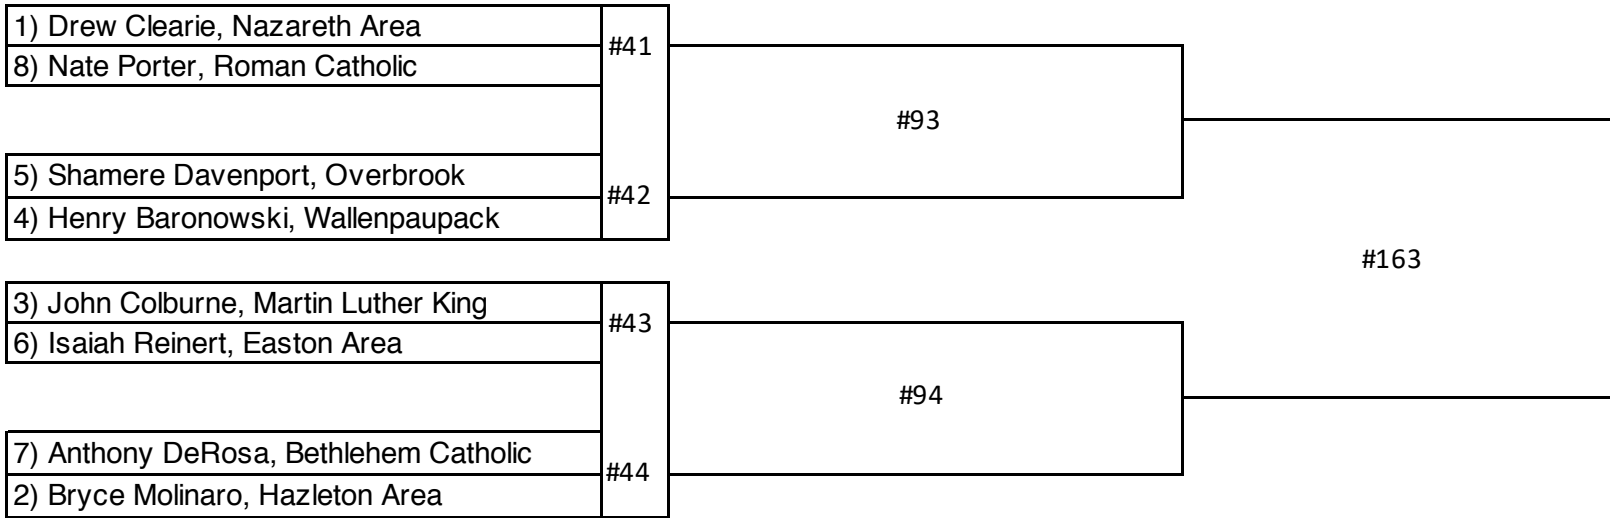 1) Drew Clearie, Nazareth Area
#41
8) Nate Porter, Roman Catholic
#93
5) Shamere Davenport, Overbrook
#42
4) Henry Baronowski, Wallenpaupack
#163
3) John Colburne, Martin Luther King
#43
6) Isaiah Reinert, Easton Area
#94
7) Anthony DeRosa, Bethlehem Catholic
#44
2) Bryce Molinaro, Hazleton Area